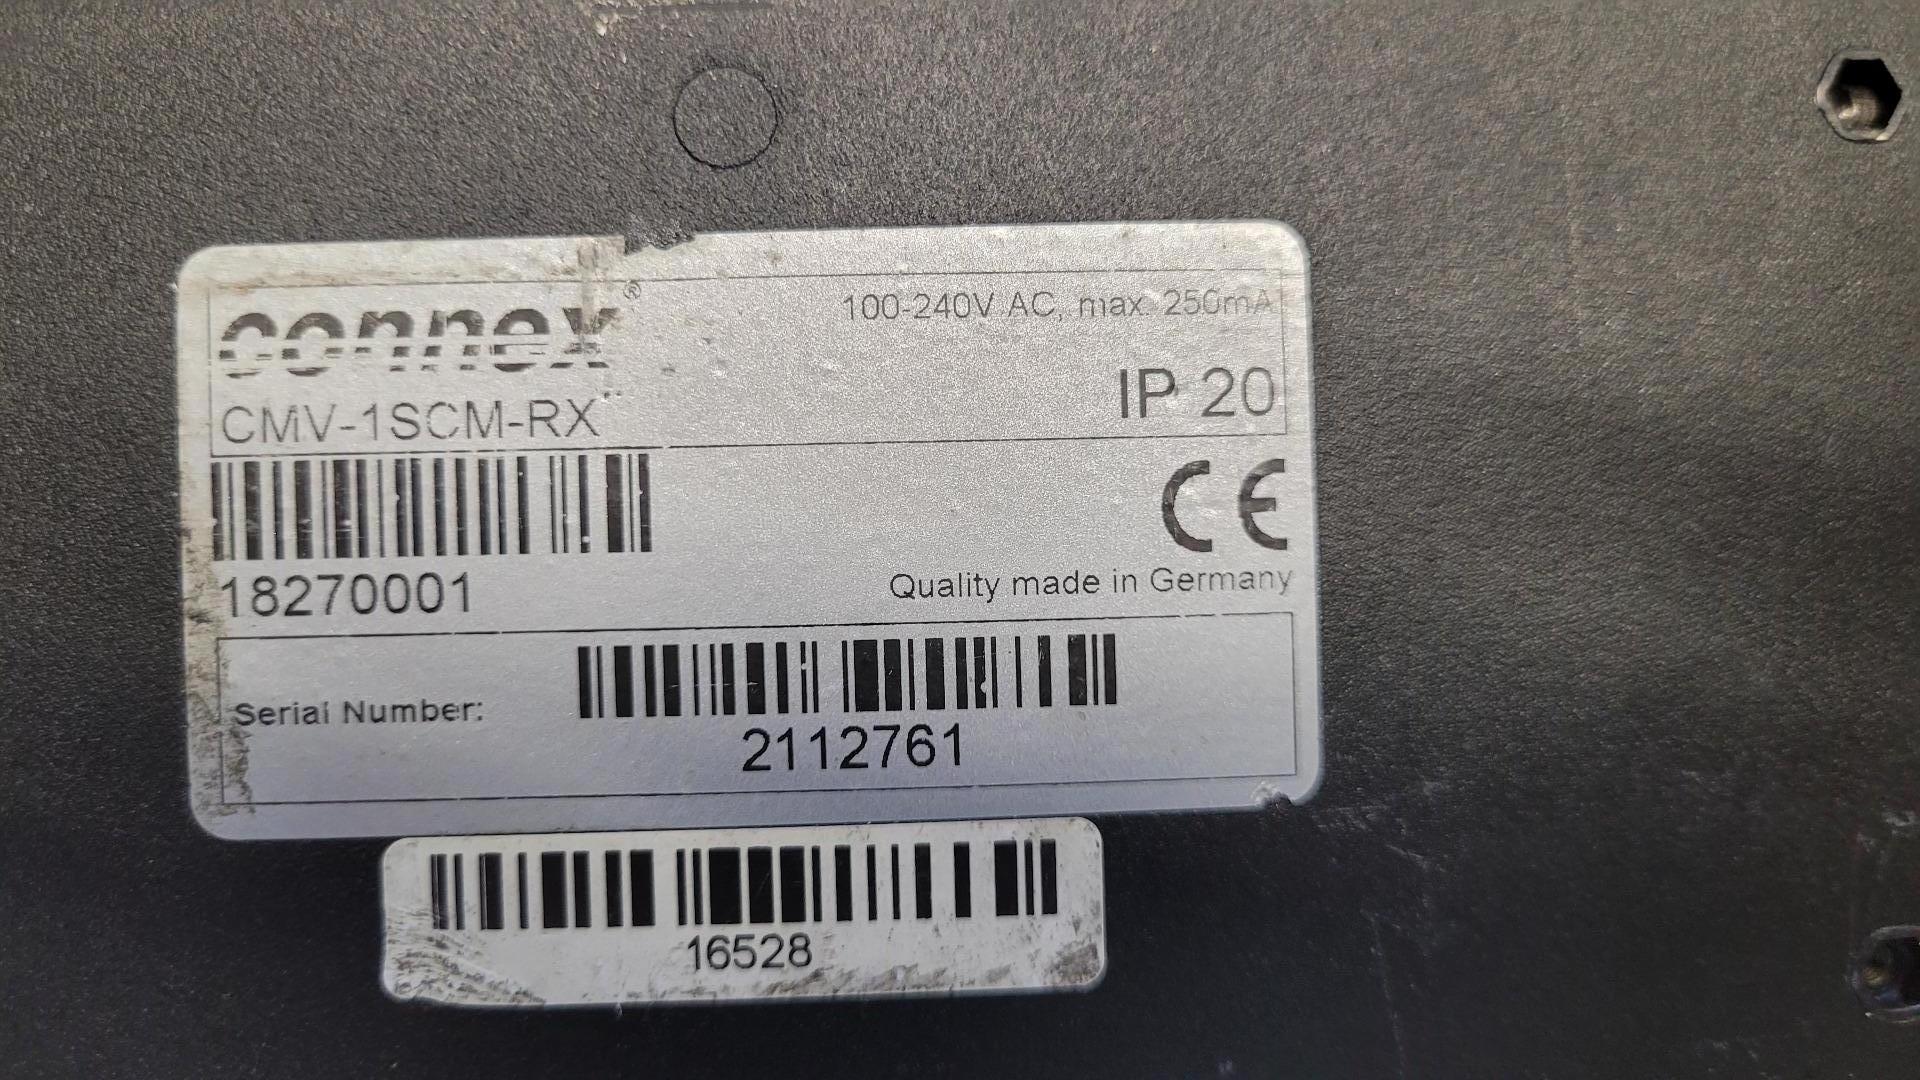 connex®
100-240V AC, max. 250mA
CMV-1SCM-RX
IP 20
CE
18270001
Quality made in Germany
Serial Number:
2112761
16528